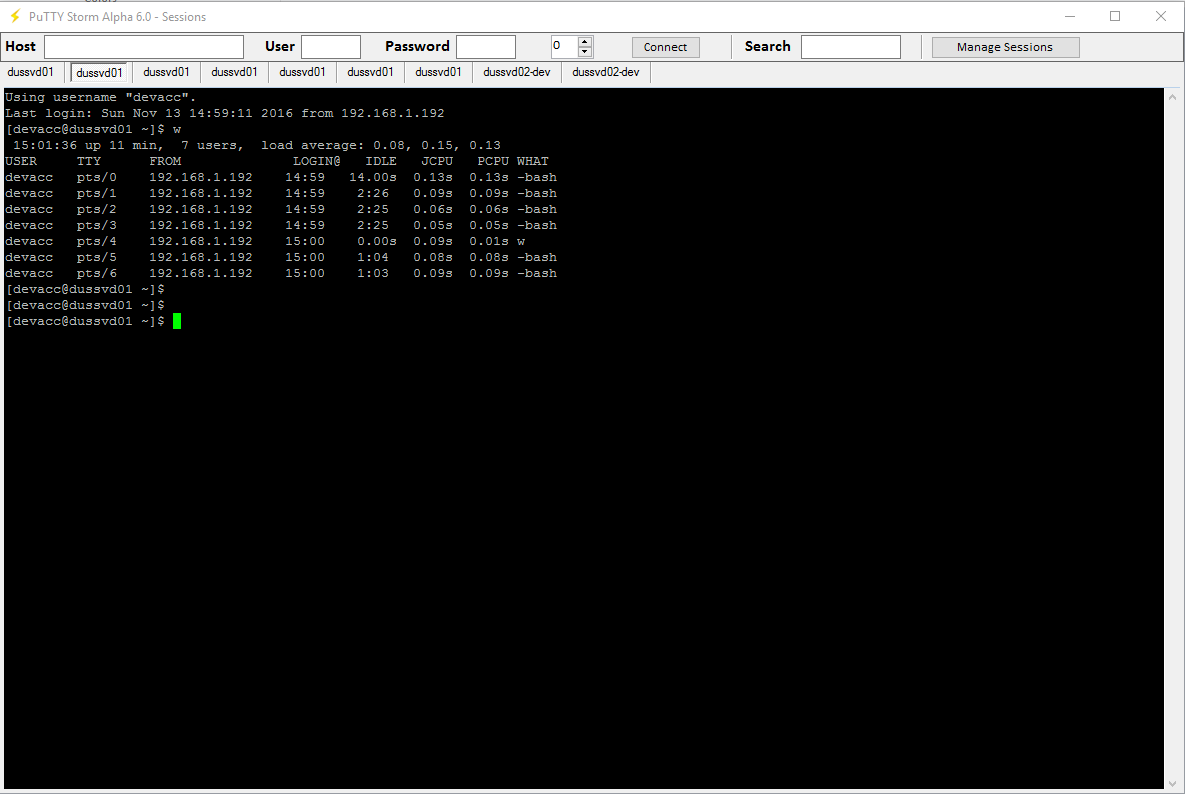 PuTTY Storm Alpha 6.0 - Sessions
Host User Password 0 Connect Search Manage Sessions
dussvd01 dussvd01 dussvd01 dussvd01 dussvd01 dussvd01 dussvd01 dussvd02-dev dussvd02-dev
Using username "devacc".
Last login: Sun Nov 13 14:59:11 2016 from 192.168.1.192
[devacc@dussvd01 ~]$ w
 15:01:36 up 11 min,  7 users,  load average: 0.08, 0.15, 0.13
USER     TTY      FROM              LOGIN@   IDLE   JCPU   PCPU WHAT
devacc   pts/0    192.168.1.192    14:59   14.00s  0.13s  0.13s -bash
devacc   pts/1    192.168.1.192    14:59    2:26   0.09s  0.09s -bash
devacc   pts/2    192.168.1.192    14:59    2:25   0.06s  0.06s -bash
devacc   pts/3    192.168.1.192    14:59    2:25   0.05s  0.05s -bash
devacc   pts/4    192.168.1.192    15:00    0.00s  0.09s  0.01s w
devacc   pts/5    192.168.1.192    15:00    1:04   0.08s  0.08s -bash
devacc   pts/6    192.168.1.192    15:00    1:03   0.09s  0.09s -bash
[devacc@dussvd01 ~]$
[devacc@dussvd01 ~]$
[devacc@dussvd01 ~]$